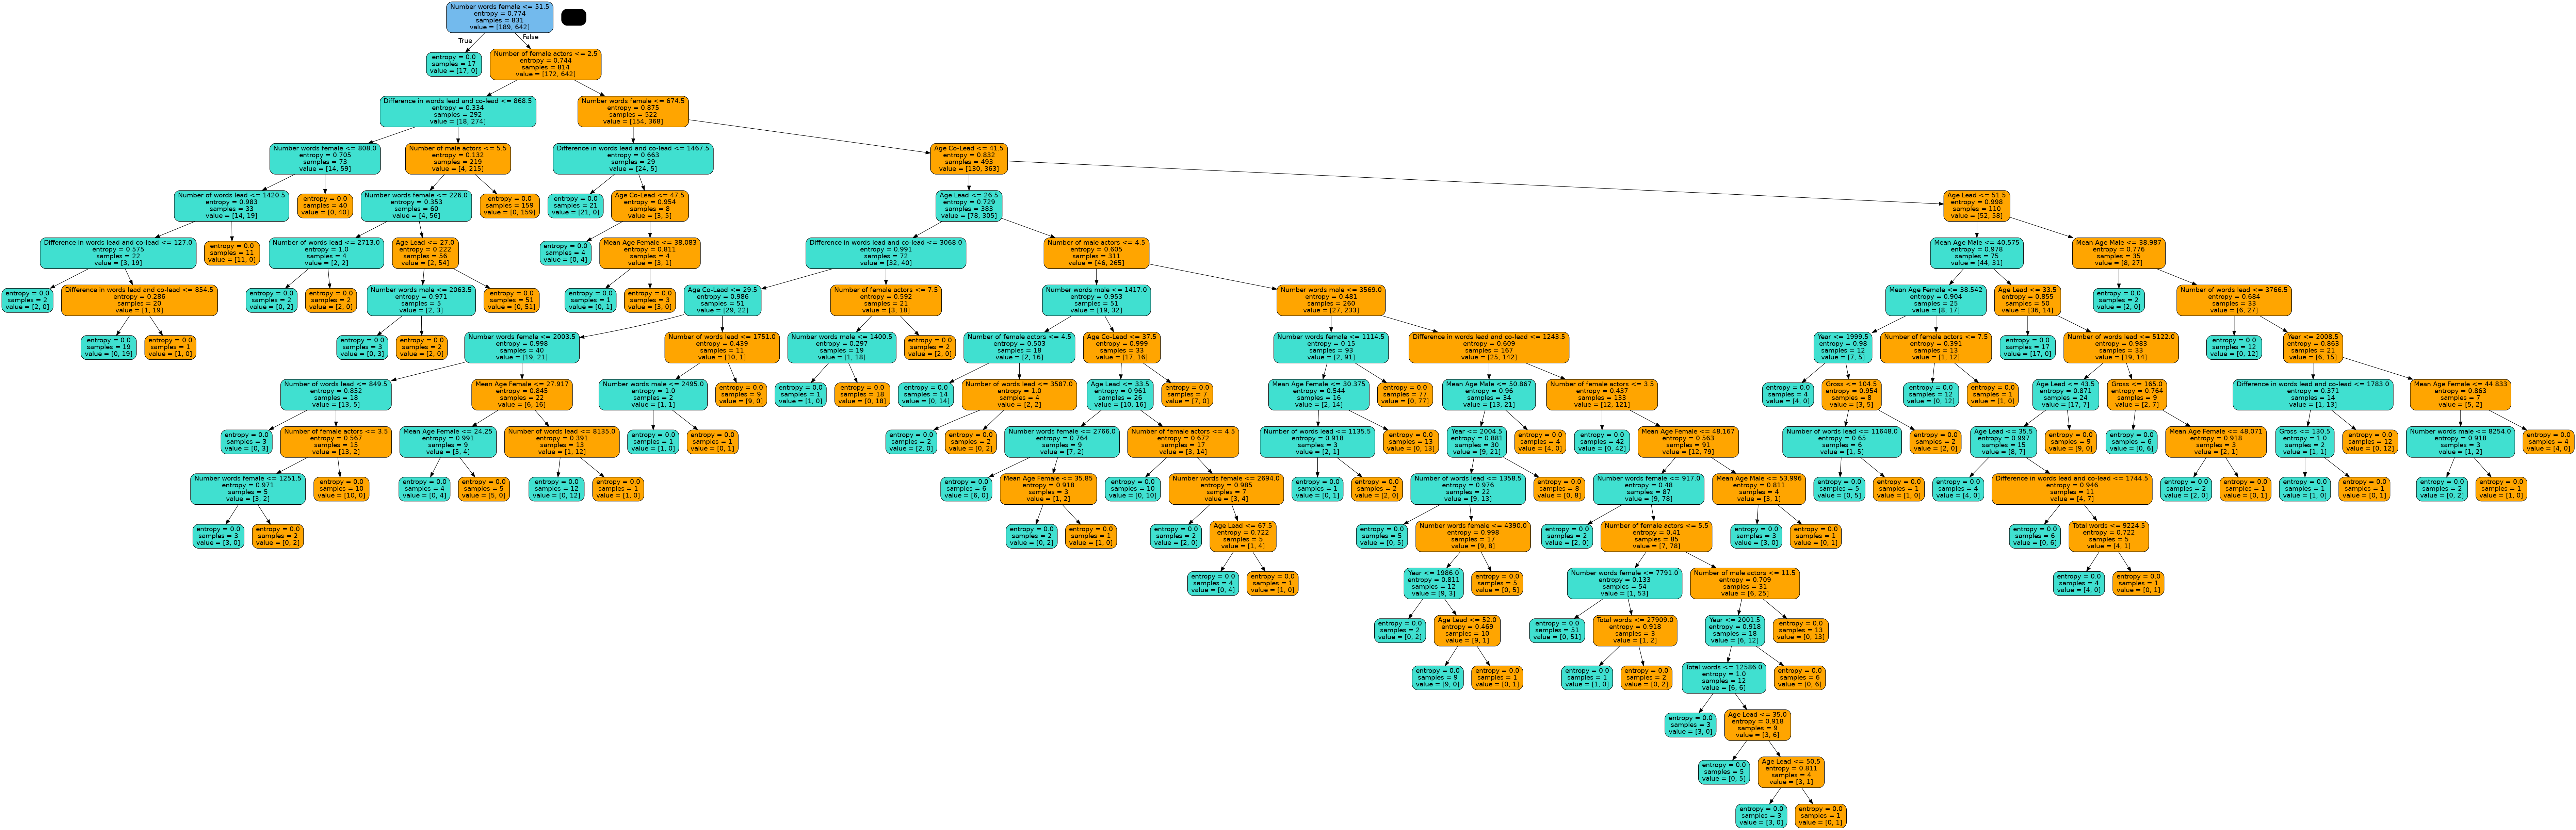 Number words female <= 51.5
entropy = 0.774
samples = 831
value = [189, 642]
True
False
entropy = 0.0
samples = 17
value = [17, 0]
Number of female actors <= 2.5
entropy = 0.744
samples = 814
value = [172, 642]
Difference in words lead and co-lead <= 868.5
entropy = 0.334
samples = 292
value = [18, 274]
Number words female <= 674.5
entropy = 0.875
samples = 522
value = [154, 368]
Number words female <= 808.0
entropy = 0.705
samples = 73
value = [14, 59]
Number of male actors <= 5.5
entropy = 0.132
samples = 219
value = [4, 215]
Difference in words lead and co-lead <= 1467.5
entropy = 0.663
samples = 29
value = [24, 5]
Age Co-Lead <= 41.5
entropy = 0.832
samples = 493
value = [130, 363]
Number of words lead <= 1420.5
entropy = 0.983
samples = 33
value = [14, 19]
entropy = 0.0
samples = 40
value = [0, 40]
Number words female <= 226.0
entropy = 0.353
samples = 60
value = [4, 56]
entropy = 0.0
samples = 159
value = [0, 159]
entropy = 0.0
samples = 21
value = [21, 0]
Age Co-Lead <= 47.5
entropy = 0.954
samples = 8
value = [3, 5]
Age Lead <= 26.5
entropy = 0.729
samples = 383
value = [78, 305]
Age Lead <= 51.5
entropy = 0.998
samples = 110
value = [52, 58]
Difference in words lead and co-lead <= 127.0
entropy = 0.575
samples = 22
value = [3, 19]
entropy = 0.0
samples = 11
value = [11, 0]
Number of words lead <= 2713.0
entropy = 1.0
samples = 4
value = [2, 2]
Age Lead <= 27.0
entropy = 0.222
samples = 56
value = [2, 54]
entropy = 0.0
samples = 4
value = [0, 4]
Mean Age Female <= 38.083
entropy = 0.811
samples = 4
value = [3, 1]
Difference in words lead and co-lead <= 3068.0
entropy = 0.991
samples = 72
value = [32, 40]
Number of male actors <= 4.5
entropy = 0.605
samples = 311
value = [46, 265]
Mean Age Male <= 40.575
entropy = 0.978
samples = 75
value = [44, 31]
Mean Age Male <= 38.987
entropy = 0.776
samples = 35
value = [8, 27]
entropy = 0.0
samples = 2
value = [2, 0]
Difference in words lead and co-lead <= 854.5
entropy = 0.286
samples = 20
value = [1, 19]
entropy = 0.0
samples = 2
value = [0, 2]
entropy = 0.0
samples = 2
value = [2, 0]
Number words male <= 2063.5
entropy = 0.971
samples = 5
value = [2, 3]
entropy = 0.0
samples = 51
value = [0, 51]
entropy = 0.0
samples = 1
value = [0, 1]
entropy = 0.0
samples = 3
value = [3, 0]
Age Co-Lead <= 29.5
entropy = 0.986
samples = 51
value = [29, 22]
Number of female actors <= 7.5
entropy = 0.592
samples = 21
value = [3, 18]
Number words male <= 1417.0
entropy = 0.953
samples = 51
value = [19, 32]
Number words male <= 3569.0
entropy = 0.481
samples = 260
value = [27, 233]
Mean Age Female <= 38.542
entropy = 0.904
samples = 25
value = [8, 17]
Age Lead <= 33.5
entropy = 0.855
samples = 50
value = [36, 14]
entropy = 0.0
samples = 2
value = [2, 0]
Number of words lead <= 3766.5
entropy = 0.684
samples = 33
value = [6, 27]
entropy = 0.0
samples = 19
value = [0, 19]
entropy = 0.0
samples = 1
value = [1, 0]
entropy = 0.0
samples = 3
value = [0, 3]
entropy = 0.0
samples = 2
value = [2, 0]
Number words female <= 2003.5
entropy = 0.998
samples = 40
value = [19, 21]
Number of words lead <= 1751.0
entropy = 0.439
samples = 11
value = [10, 1]
Number words male <= 1400.5
entropy = 0.297
samples = 19
value = [1, 18]
entropy = 0.0
samples = 2
value = [2, 0]
Number of female actors <= 4.5
entropy = 0.503
samples = 18
value = [2, 16]
Age Co-Lead <= 37.5
entropy = 0.999
samples = 33
value = [17, 16]
Number words female <= 1114.5
entropy = 0.15
samples = 93
value = [2, 91]
Difference in words lead and co-lead <= 1243.5
entropy = 0.609
samples = 167
value = [25, 142]
Year <= 1999.5
entropy = 0.98
samples = 12
value = [7, 5]
Number of female actors <= 7.5
entropy = 0.391
samples = 13
value = [1, 12]
entropy = 0.0
samples = 17
value = [17, 0]
Number of words lead <= 5122.0
entropy = 0.983
samples = 33
value = [19, 14]
entropy = 0.0
samples = 12
value = [0, 12]
Year <= 2008.5
entropy = 0.863
samples = 21
value = [6, 15]
Number of words lead <= 849.5
entropy = 0.852
samples = 18
value = [13, 5]
Mean Age Female <= 27.917
entropy = 0.845
samples = 22
value = [6, 16]
Number words male <= 2495.0
entropy = 1.0
samples = 2
value = [1, 1]
entropy = 0.0
samples = 9
value = [9, 0]
entropy = 0.0
samples = 1
value = [1, 0]
entropy = 0.0
samples = 18
value = [0, 18]
entropy = 0.0
samples = 14
value = [0, 14]
Number of words lead <= 3587.0
entropy = 1.0
samples = 4
value = [2, 2]
Age Lead <= 33.5
entropy = 0.961
samples = 26
value = [10, 16]
entropy = 0.0
samples = 7
value = [7, 0]
Mean Age Female <= 30.375
entropy = 0.544
samples = 16
value = [2, 14]
entropy = 0.0
samples = 77
value = [0, 77]
Mean Age Male <= 50.867
entropy = 0.96
samples = 34
value = [13, 21]
Number of female actors <= 3.5
entropy = 0.437
samples = 133
value = [12, 121]
entropy = 0.0
samples = 4
value = [4, 0]
Gross <= 104.5
entropy = 0.954
samples = 8
value = [3, 5]
entropy = 0.0
samples = 12
value = [0, 12]
entropy = 0.0
samples = 1
value = [1, 0]
Age Lead <= 43.5
entropy = 0.871
samples = 24
value = [17, 7]
Gross <= 165.0
entropy = 0.764
samples = 9
value = [2, 7]
Difference in words lead and co-lead <= 1783.0
entropy = 0.371
samples = 14
value = [1, 13]
Mean Age Female <= 44.833
entropy = 0.863
samples = 7
value = [5, 2]
entropy = 0.0
samples = 3
value = [0, 3]
Number of female actors <= 3.5
entropy = 0.567
samples = 15
value = [13, 2]
Mean Age Female <= 24.25
entropy = 0.991
samples = 9
value = [5, 4]
Number of words lead <= 8135.0
entropy = 0.391
samples = 13
value = [1, 12]
entropy = 0.0
samples = 1
value = [1, 0]
entropy = 0.0
samples = 1
value = [0, 1]
entropy = 0.0
samples = 2
value = [2, 0]
entropy = 0.0
samples = 2
value = [0, 2]
Number words female <= 2766.0
entropy = 0.764
samples = 9
value = [7, 2]
Number of female actors <= 4.5
entropy = 0.672
samples = 17
value = [3, 14]
Number of words lead <= 1135.5
entropy = 0.918
samples = 3
value = [2, 1]
entropy = 0.0
samples = 13
value = [0, 13]
Year <= 2004.5
entropy = 0.881
samples = 30
value = [9, 21]
entropy = 0.0
samples = 4
value = [4, 0]
entropy = 0.0
samples = 42
value = [0, 42]
Mean Age Female <= 48.167
entropy = 0.563
samples = 91
value = [12, 79]
Number of words lead <= 11648.0
entropy = 0.65
samples = 6
value = [1, 5]
entropy = 0.0
samples = 2
value = [2, 0]
Age Lead <= 35.5
entropy = 0.997
samples = 15
value = [8, 7]
entropy = 0.0
samples = 9
value = [9, 0]
entropy = 0.0
samples = 6
value = [0, 6]
Mean Age Female <= 48.071
entropy = 0.918
samples = 3
value = [2, 1]
Gross <= 130.5
entropy = 1.0
samples = 2
value = [1, 1]
entropy = 0.0
samples = 12
value = [0, 12]
Number words male <= 8254.0
entropy = 0.918
samples = 3
value = [1, 2]
entropy = 0.0
samples = 4
value = [4, 0]
Number words female <= 1251.5
entropy = 0.971
samples = 5
value = [3, 2]
entropy = 0.0
samples = 10
value = [10, 0]
entropy = 0.0
samples = 4
value = [0, 4]
entropy = 0.0
samples = 5
value = [5, 0]
entropy = 0.0
samples = 12
value = [0, 12]
entropy = 0.0
samples = 1
value = [1, 0]
entropy = 0.0
samples = 6
value = [6, 0]
Mean Age Female <= 35.85
entropy = 0.918
samples = 3
value = [1, 2]
entropy = 0.0
samples = 10
value = [0, 10]
Number words female <= 2694.0
entropy = 0.985
samples = 7
value = [3, 4]
entropy = 0.0
samples = 1
value = [0, 1]
entropy = 0.0
samples = 2
value = [2, 0]
Number of words lead <= 1358.5
entropy = 0.976
samples = 22
value = [9, 13]
entropy = 0.0
samples = 8
value = [0, 8]
Number words female <= 917.0
entropy = 0.48
samples = 87
value = [9, 78]
Mean Age Male <= 53.996
entropy = 0.811
samples = 4
value = [3, 1]
entropy = 0.0
samples = 5
value = [0, 5]
entropy = 0.0
samples = 1
value = [1, 0]
entropy = 0.0
samples = 4
value = [4, 0]
Difference in words lead and co-lead <= 1744.5
entropy = 0.946
samples = 11
value = [4, 7]
entropy = 0.0
samples = 2
value = [2, 0]
entropy = 0.0
samples = 1
value = [0, 1]
entropy = 0.0
samples = 1
value = [1, 0]
entropy = 0.0
samples = 1
value = [0, 1]
entropy = 0.0
samples = 2
value = [0, 2]
entropy = 0.0
samples = 1
value = [1, 0]
entropy = 0.0
samples = 3
value = [3, 0]
entropy = 0.0
samples = 2
value = [0, 2]
entropy = 0.0
samples = 2
value = [0, 2]
entropy = 0.0
samples = 1
value = [1, 0]
entropy = 0.0
samples = 2
value = [2, 0]
Age Lead <= 67.5
entropy = 0.722
samples = 5
value = [1, 4]
entropy = 0.0
samples = 5
value = [0, 5]
Number words female <= 4390.0
entropy = 0.998
samples = 17
value = [9, 8]
entropy = 0.0
samples = 2
value = [2, 0]
Number of female actors <= 5.5
entropy = 0.41
samples = 85
value = [7, 78]
entropy = 0.0
samples = 3
value = [3, 0]
entropy = 0.0
samples = 1
value = [0, 1]
entropy = 0.0
samples = 6
value = [0, 6]
Total words <= 9224.5
entropy = 0.722
samples = 5
value = [4, 1]
entropy = 0.0
samples = 4
value = [0, 4]
entropy = 0.0
samples = 1
value = [1, 0]
Year <= 1986.0
entropy = 0.811
samples = 12
value = [9, 3]
entropy = 0.0
samples = 5
value = [0, 5]
Number words female <= 7791.0
entropy = 0.133
samples = 54
value = [1, 53]
Number of male actors <= 11.5
entropy = 0.709
samples = 31
value = [6, 25]
entropy = 0.0
samples = 4
value = [4, 0]
entropy = 0.0
samples = 1
value = [0, 1]
entropy = 0.0
samples = 2
value = [0, 2]
Age Lead <= 52.0
entropy = 0.469
samples = 10
value = [9, 1]
entropy = 0.0
samples = 51
value = [0, 51]
Total words <= 27909.0
entropy = 0.918
samples = 3
value = [1, 2]
Year <= 2001.5
entropy = 0.918
samples = 18
value = [6, 12]
entropy = 0.0
samples = 13
value = [0, 13]
entropy = 0.0
samples = 9
value = [9, 0]
entropy = 0.0
samples = 1
value = [0, 1]
entropy = 0.0
samples = 1
value = [1, 0]
entropy = 0.0
samples = 2
value = [0, 2]
Total words <= 12586.0
entropy = 1.0
samples = 12
value = [6, 6]
entropy = 0.0
samples = 6
value = [0, 6]
entropy = 0.0
samples = 3
value = [3, 0]
Age Lead <= 35.0
entropy = 0.918
samples = 9
value = [3, 6]
entropy = 0.0
samples = 5
value = [0, 5]
Age Lead <= 50.5
entropy = 0.811
samples = 4
value = [3, 1]
entropy = 0.0
samples = 3
value = [3, 0]
entropy = 0.0
samples = 1
value = [0, 1]